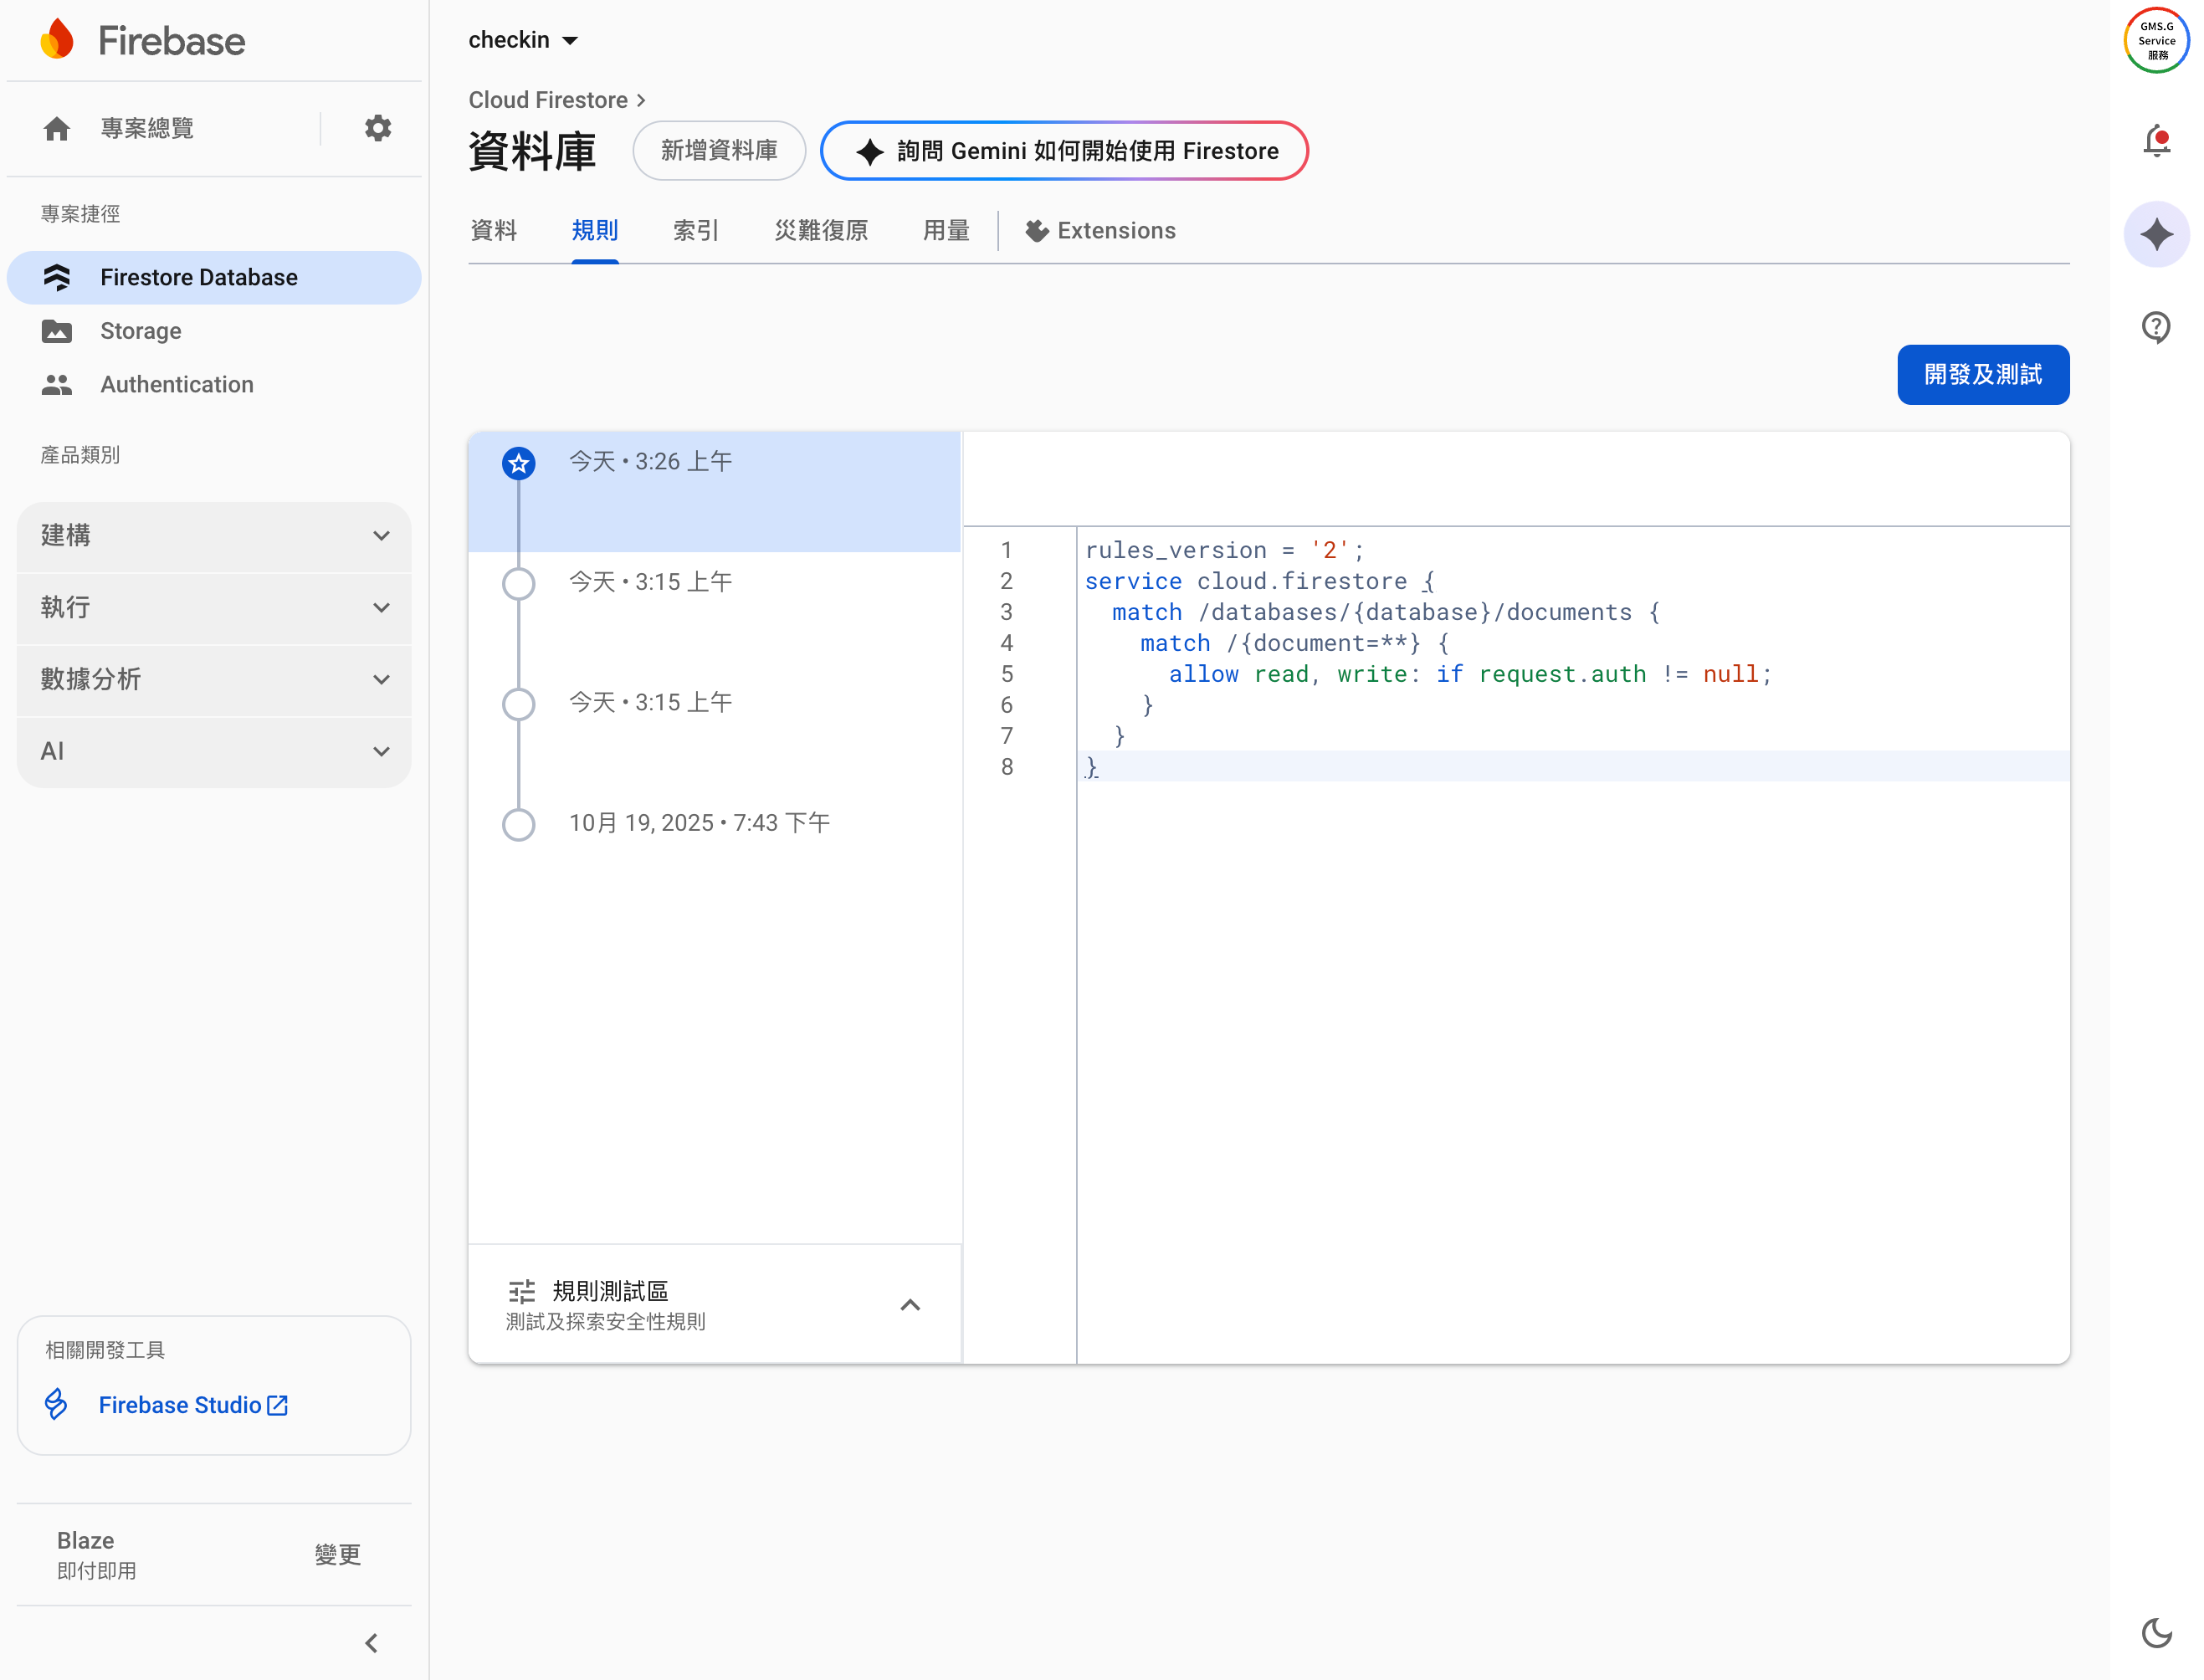 Firebase
專案總覽
專案捷徑
Firestore Database
Storage
Authentication
產品類別
建構
執行
數據分析
AI
相關開發工具
Firebase Studio
Blaze
即付即用
變更
checkin
Cloud Firestore
資料庫
新增資料庫
詢問 Gemini 如何開始使用 Firestore
資料
規則
索引
災難復原
用量
Extensions
開發及測試
今天 • 3:26 上午
今天 • 3:15 上午
今天 • 3:15 上午
10月 19, 2025 • 7:43 下午
規則測試區
測試及探索安全性規則
1 rules_version = '2';
2 service cloud.firestore {
3 match /databases/{database}/documents {
4 match /{document=**} {
5 allow read, write: if request.auth != null;
6 }
7 }
8 }
GMS.G
Service
服務